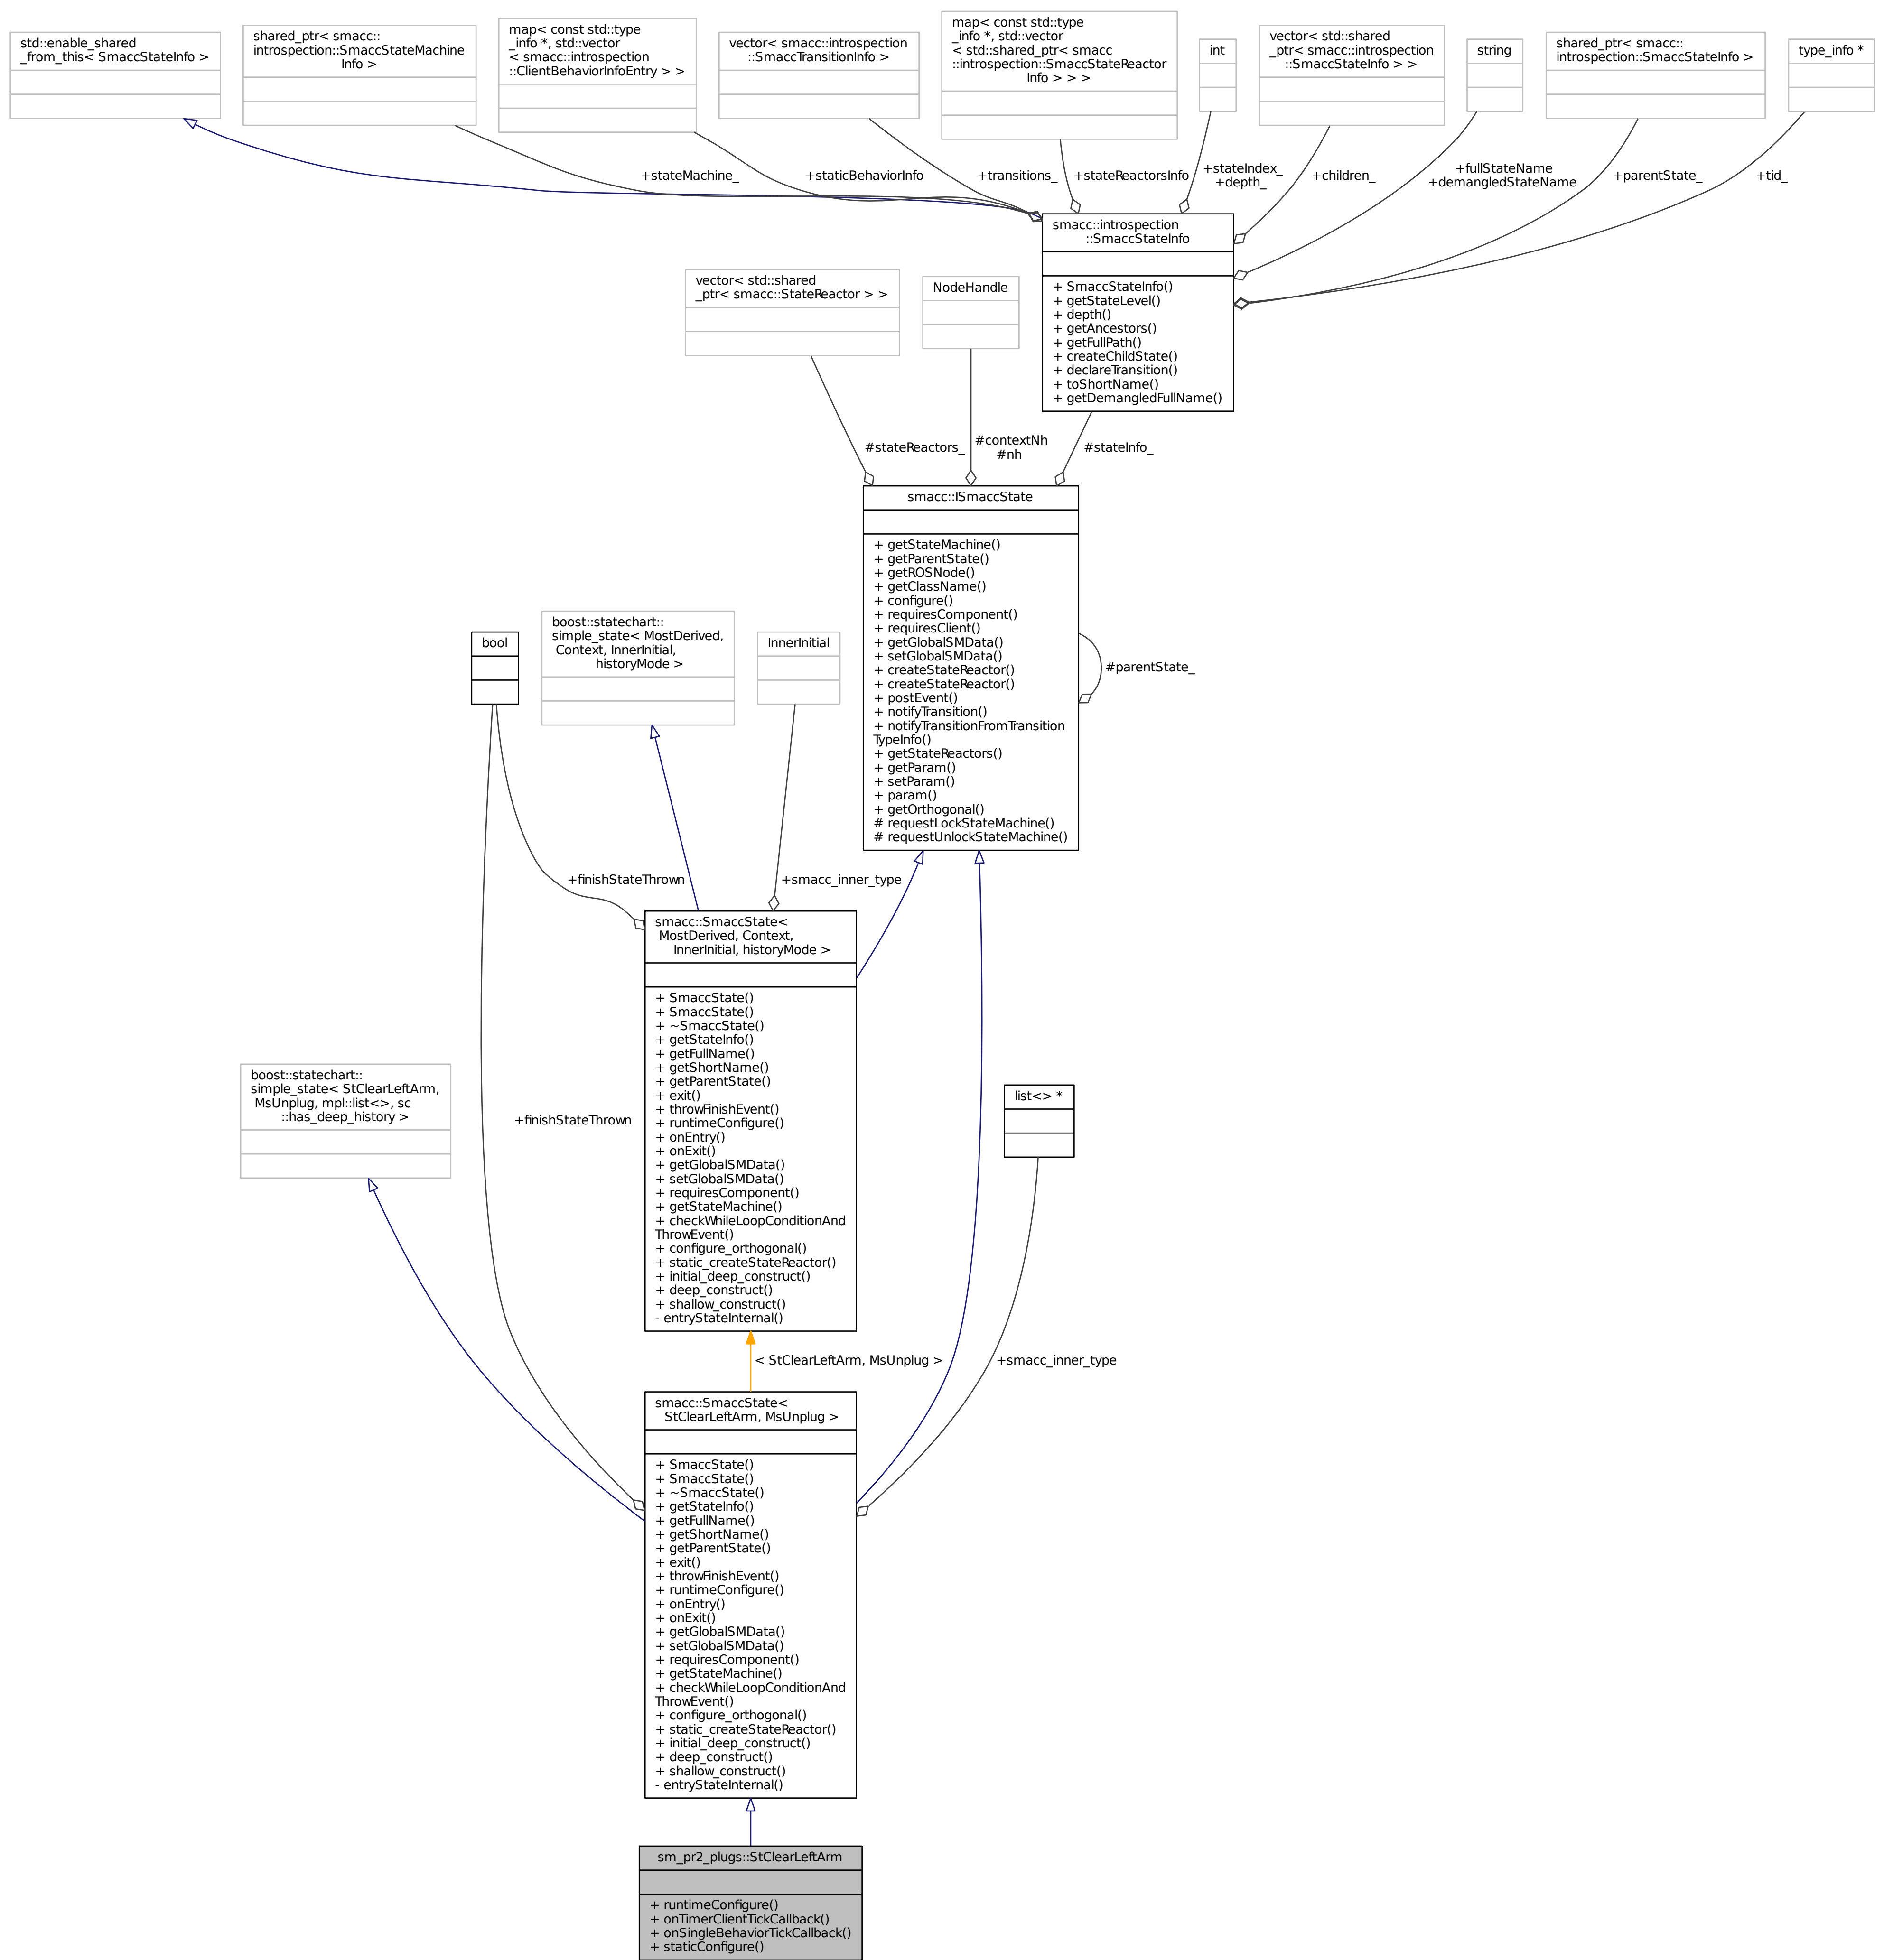 std::enable_shared
_from_this< SmaccStateInfo >
shared_ptr< smacc::
introspection::SmaccStateMachine
Info >
map< const std::type
_info *, std::vector
< smacc::introspection
::ClientBehaviorInfoEntry > >
vector< smacc::introspection
::SmaccTransitionInfo >
map< const std::type
_info *, std::vector
< std::shared_ptr< smacc
::introspection::SmaccStateReactor
Info > > >
int
vector< std::shared
_ptr< smacc::introspection
::SmaccStateInfo > >
string
shared_ptr< smacc::
introspection::SmaccStateInfo >
type_info *
+stateMachine_
+staticBehaviorInfo
+transitions_
+stateReactorsInfo
+stateIndex_
+depth_
+children_
+fullStateName
+demangledStateName
+parentState_
+tid_
smacc::introspection
::SmaccStateInfo
+ SmaccStateInfo()
+ getStateLevel()
+ depth()
+ getAncestors()
+ getFullPath()
+ createChildState()
+ declareTransition()
+ toShortName()
+ getDemangledFullName()
vector< std::shared
_ptr< smacc::StateReactor > >
NodeHandle
#stateReactors_
#contextNh
#nh
#stateInfo_
smacc::ISmaccState
+ getStateMachine()
+ getParentState()
+ getROSNode()
+ getClassName()
+ configure()
+ requiresComponent()
+ requiresClient()
+ getGlobalSMData()
+ setGlobalSMData()
+ createStateReactor()
+ createStateReactor()
+ postEvent()
+ notifyTransition()
+ notifyTransitionFromTransition
TypeInfo()
+ getStateReactors()
+ getParam()
+ setParam()
+ param()
+ getOrthogonal()
# requestLockStateMachine()
# requestUnlockStateMachine()
#parentState_
bool
boost::statechart::
simple_state< MostDerived,
Context, InnerInitial,
historyMode >
InnerInitial
+finishStateThrown
+smacc_inner_type
smacc::SmaccState<
MostDerived, Context,
InnerInitial, historyMode >
+ SmaccState()
+ SmaccState()
+ ~SmaccState()
+ getStateInfo()
+ getFullName()
+ getShortName()
+ getParentState()
+ exit()
+ throwFinishEvent()
+ runtimeConfigure()
+ onEntry()
+ onExit()
+ getGlobalSMData()
+ setGlobalSMData()
+ requiresComponent()
+ getStateMachine()
+ checkWhileLoopConditionAnd
ThrowEvent()
+ configure_orthogonal()
+ static_createStateReactor()
+ initial_deep_construct()
+ deep_construct()
+ shallow_construct()
- entryStateInternal()
boost::statechart::
simple_state< StClearLeftArm,
MsUnplug, mpl::list<>, sc
::has_deep_history >
+finishStateThrown
list<> *
< StClearLeftArm, MsUnplug >
+smacc_inner_type
smacc::SmaccState<
StClearLeftArm, MsUnplug >
+ SmaccState()
+ SmaccState()
+ ~SmaccState()
+ getStateInfo()
+ getFullName()
+ getShortName()
+ getParentState()
+ exit()
+ throwFinishEvent()
+ runtimeConfigure()
+ onEntry()
+ onExit()
+ getGlobalSMData()
+ setGlobalSMData()
+ requiresComponent()
+ getStateMachine()
+ checkWhileLoopConditionAnd
ThrowEvent()
+ configure_orthogonal()
+ static_createStateReactor()
+ initial_deep_construct()
+ deep_construct()
+ shallow_construct()
- entryStateInternal()
sm_pr2_plugs::StClearLeftArm
+ runtimeConfigure()
+ onTimerClientTickCallback()
+ onSingleBehaviorTickCallback()
+ staticConfigure()